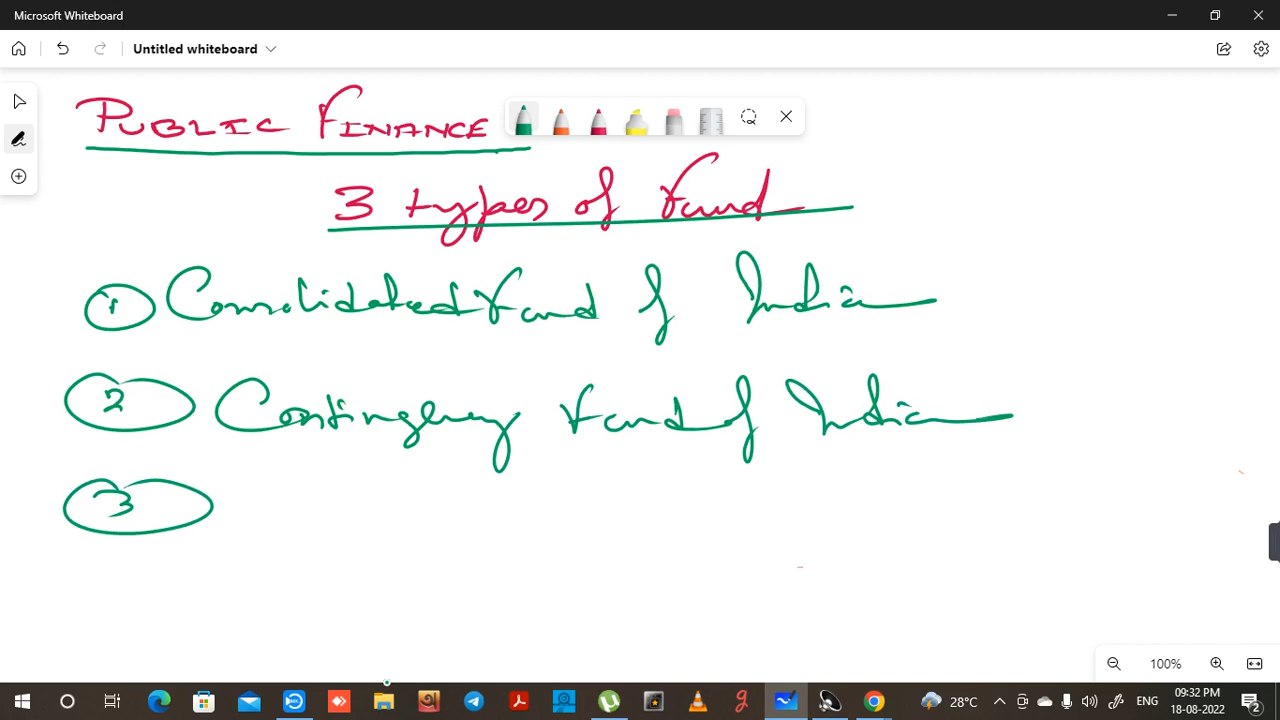 Microsoft Whiteboard
Untitled whiteboard
PUBLIC FINANCE
3 types of Fund
1 Consolidated Fund of India
2 Contingency Fund of India
3
100%
28°C
ENG
09:32 PM
18-08-2022
2